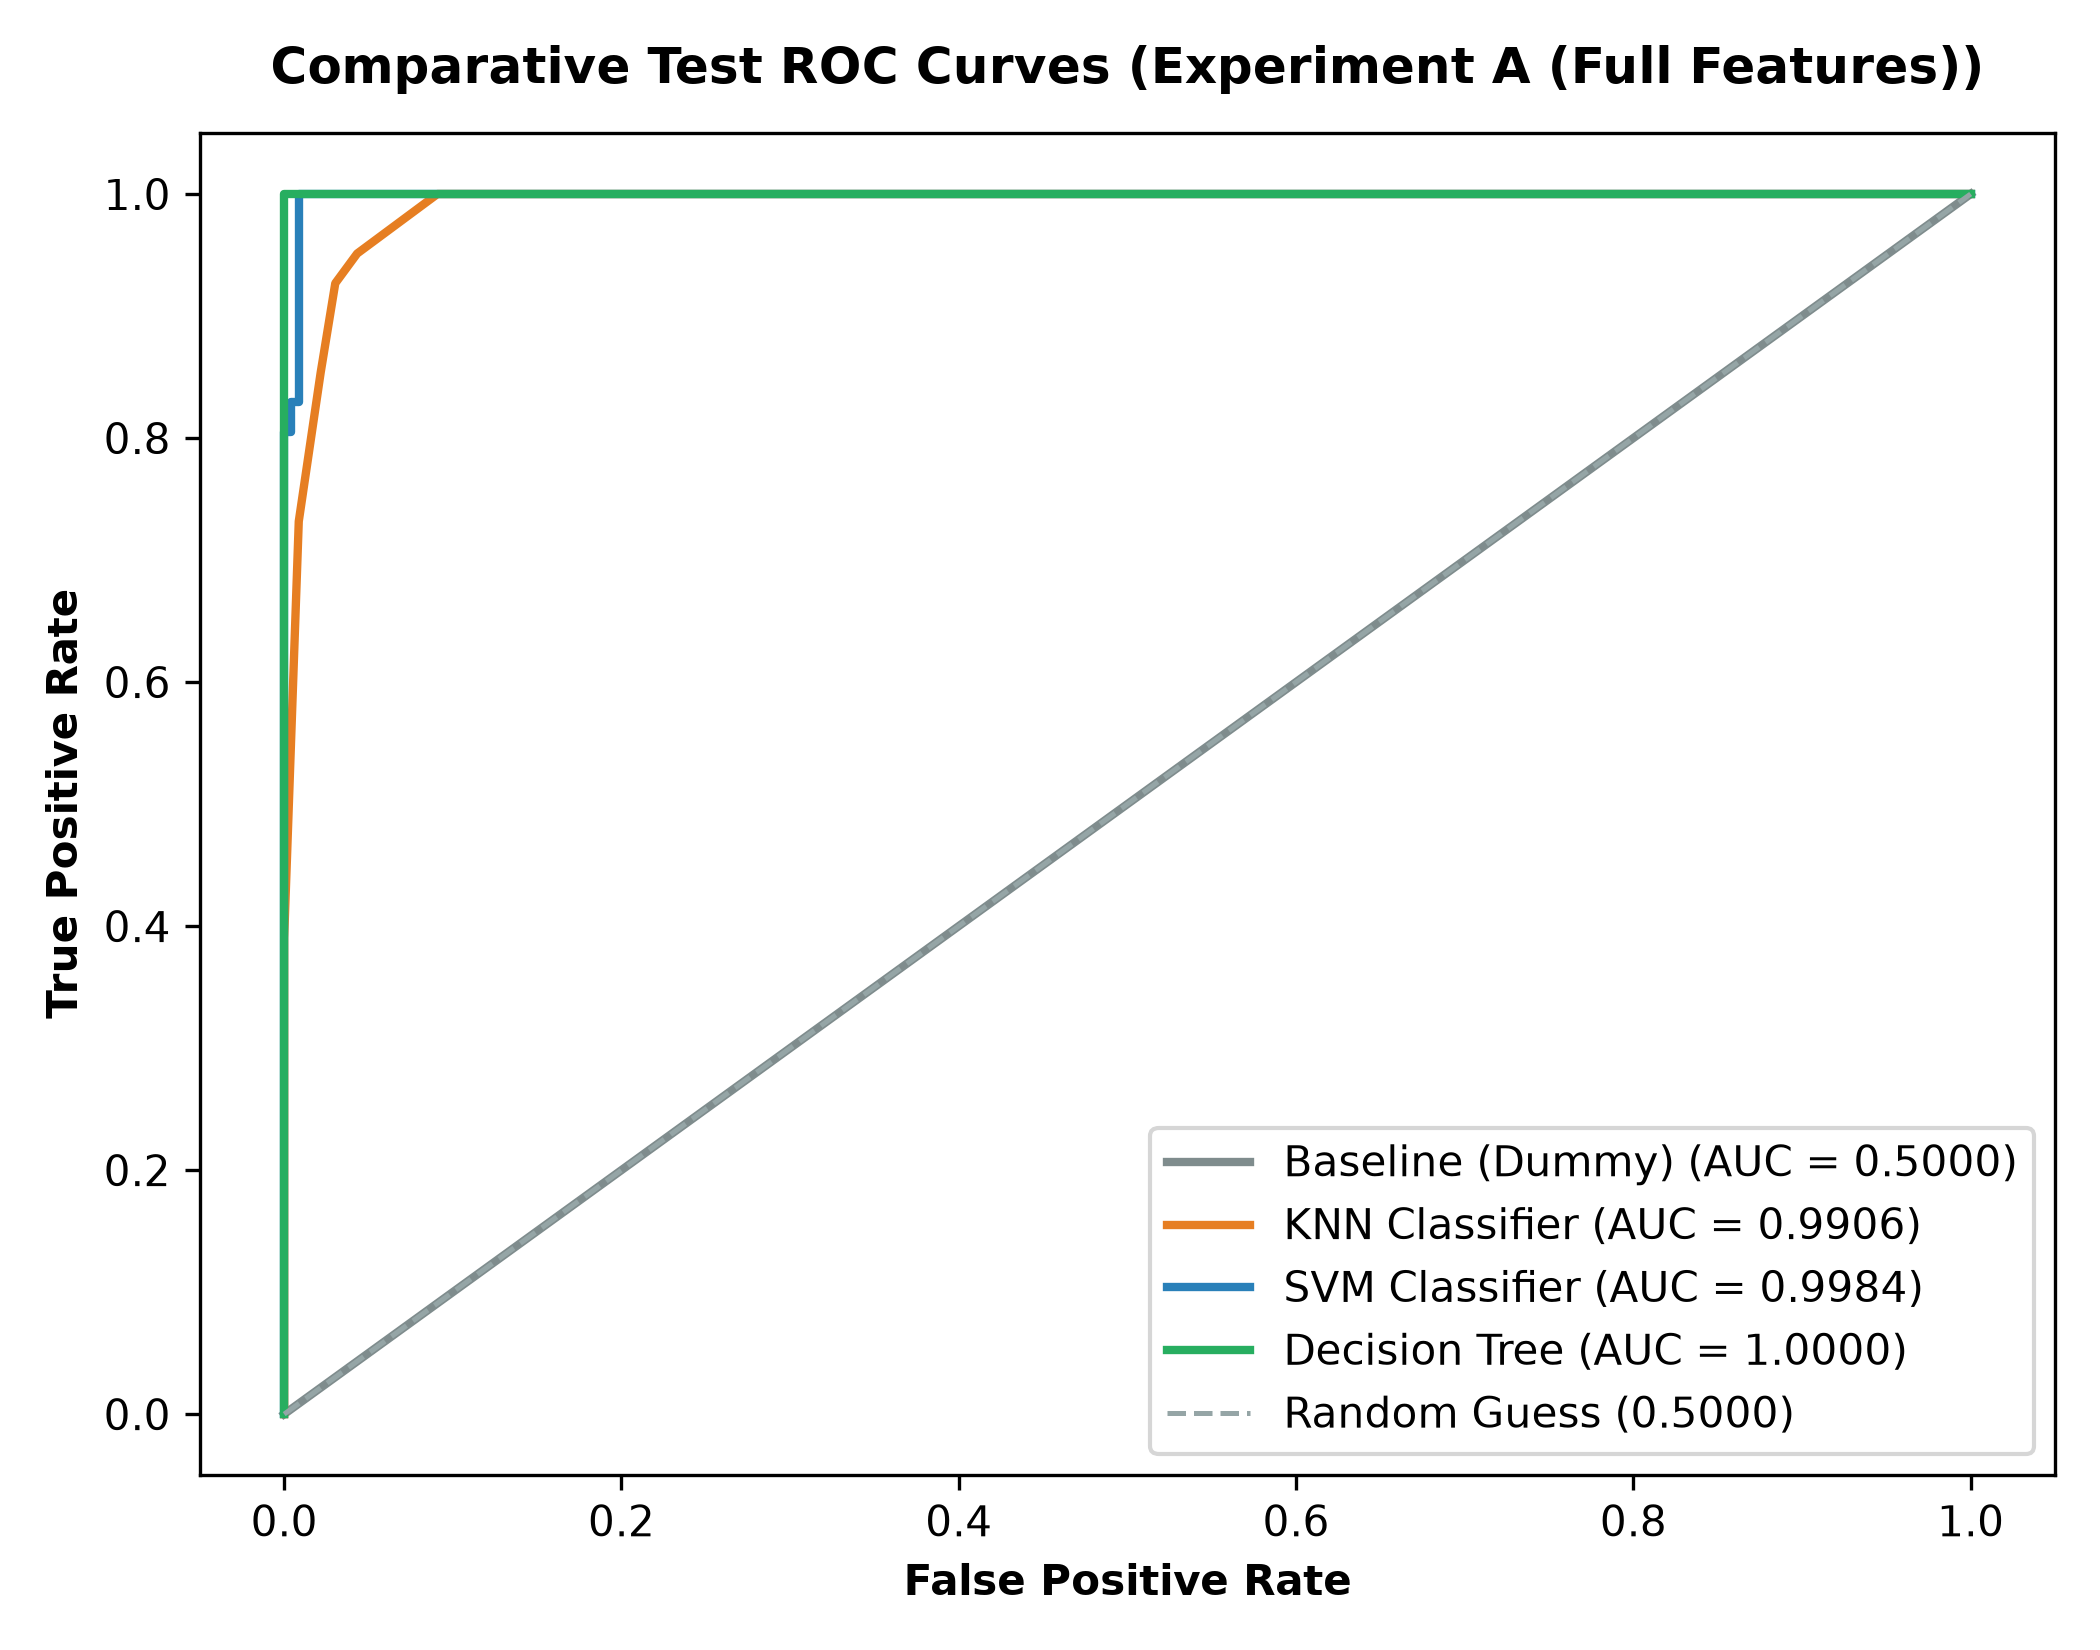 Comparative Test ROC Curves (Experiment A (Full Features))
True Positive Rate
1.0
0.8
0.6
0.4
0.2
0.0
Baseline (Dummy) (AUC = 0.5000)
KNN Classifier (AUC = 0.9906)
SVM Classifier (AUC = 0.9984)
Decision Tree (AUC = 1.0000)
Random Guess (0.5000)
0.0 0.2 0.4 0.6 0.8 1.0
False Positive Rate